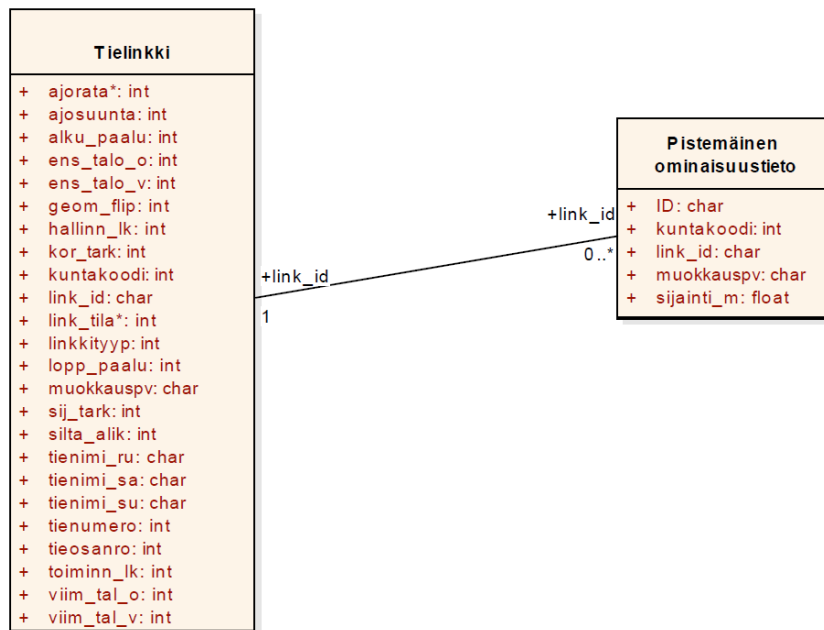 Tielinkki
+ ajorata*: int
+ ajosuunta: int
+ alku_paalu: int
+ ens_talo_o: int
+ ens_talo_v: int
+ geom_flip: int
+ hallinn_lk: int
+ kor_tark: int
+ kuntakoodi: int
+ link_id: char
+ link_tila*: int
+ linkkityyp: int
+ lopp_paalu: int
+ muokkauspv: char
+ sij_tark: int
+ silta_alik: int
+ tienimi_ru: char
+ tienimi_sa: char
+ tienimi_su: char
+ tienumero: int
+ tieosanro: int
+ toiminn_lk: int
+ viim_tal_o: int
+ viim_tal_v: int
+link_id
1
+link_id
0..*
Pistemäinen
ominaisuustieto
+ ID: char
+ kuntakoodi: int
+ link_id: char
+ muokkauspv: char
+ sijainti_m: float